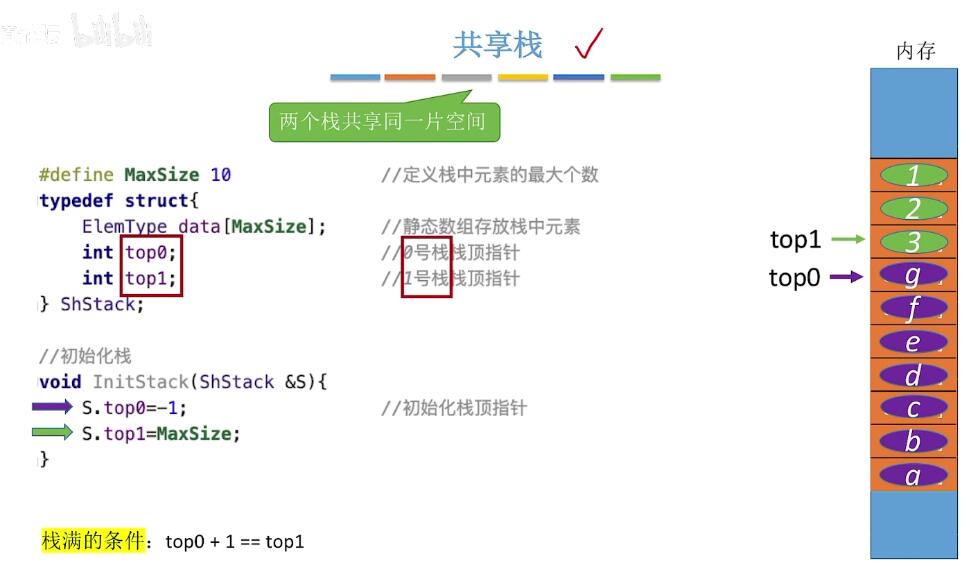 bilibili
共享栈
内存
两个栈共享同一片空间
#define MaxSize 10 //定义栈中元素的最大个数
typedef struct{
ElemType data[MaxSize]; //静态数组存放栈中元素
int top0; //0号栈栈顶指针
int top1; //1号栈栈顶指针
} ShStack;
//初始化栈
void InitStack(ShStack &S){
S.top0=-1; //初始化栈顶指针
S.top1=MaxSize;
}
栈满的条件：top0 + 1 == top1
1
2
top1
3
top0
g
f
e
d
c
b
a